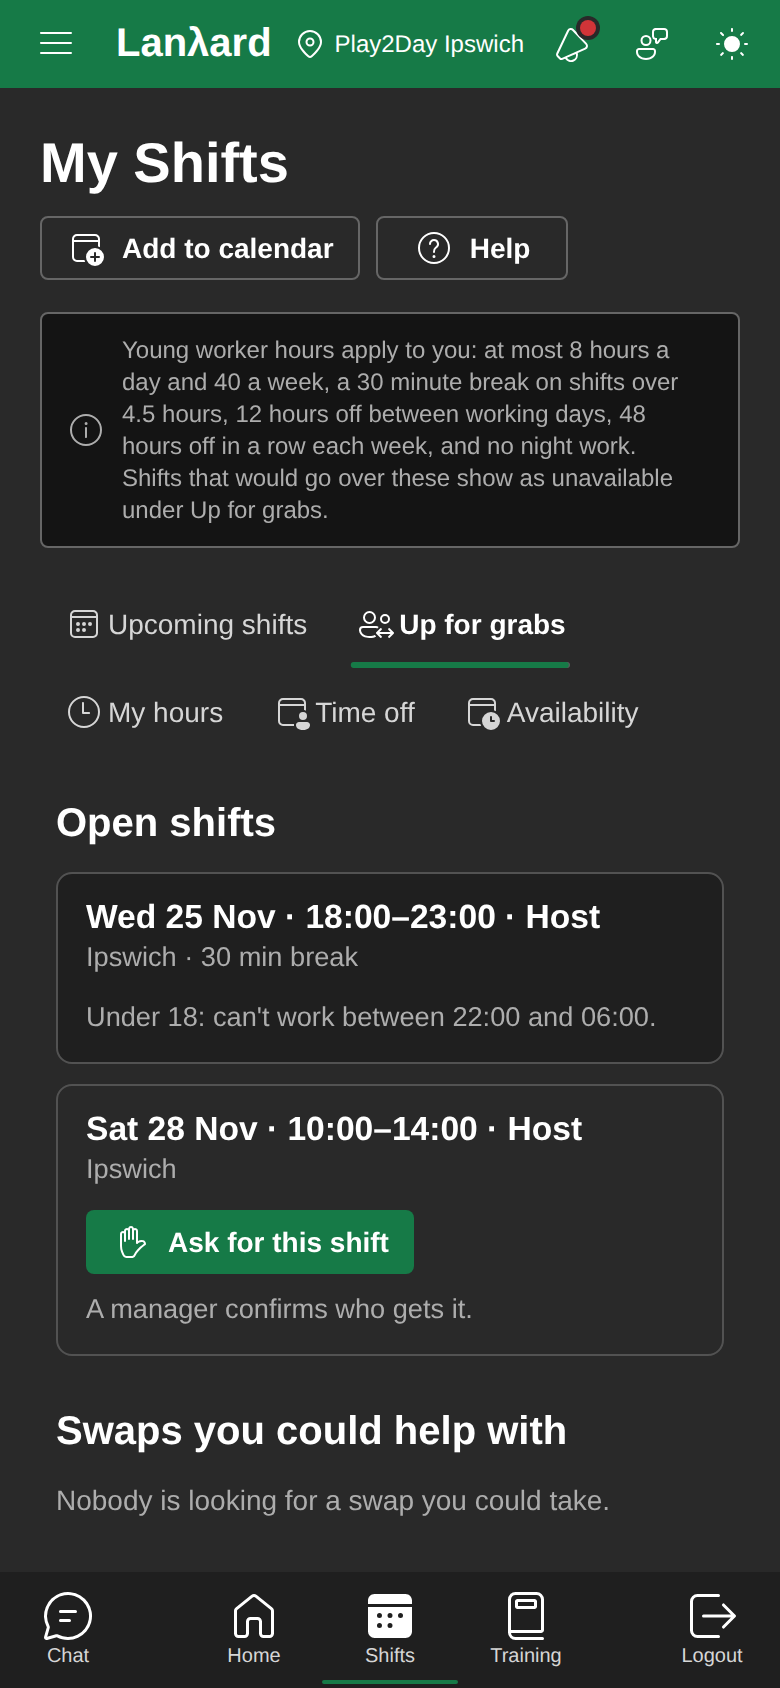 Lanλard
Play2Day Ipswich
My Shifts
Add to calendar
Help
Young worker hours apply to you: at most 8 hours a
day and 40 a week, a 30 minute break on shifts over
4.5 hours, 12 hours off between working days, 48
hours off in a row each week, and no night work.
Shifts that would go over these show as unavailable
under Up for grabs.
Upcoming shifts
Up for grabs
My hours
Time off
Availability
Open shifts
Wed 25 Nov · 18:00–23:00 · Host
Ipswich · 30 min break
Under 18: can't work between 22:00 and 06:00.
Sat 28 Nov · 10:00–14:00 · Host
Ipswich
Ask for this shift
A manager confirms who gets it.
Swaps you could help with
Nobody is looking for a swap you could take.
Chat
Home
Shifts
Training
Logout